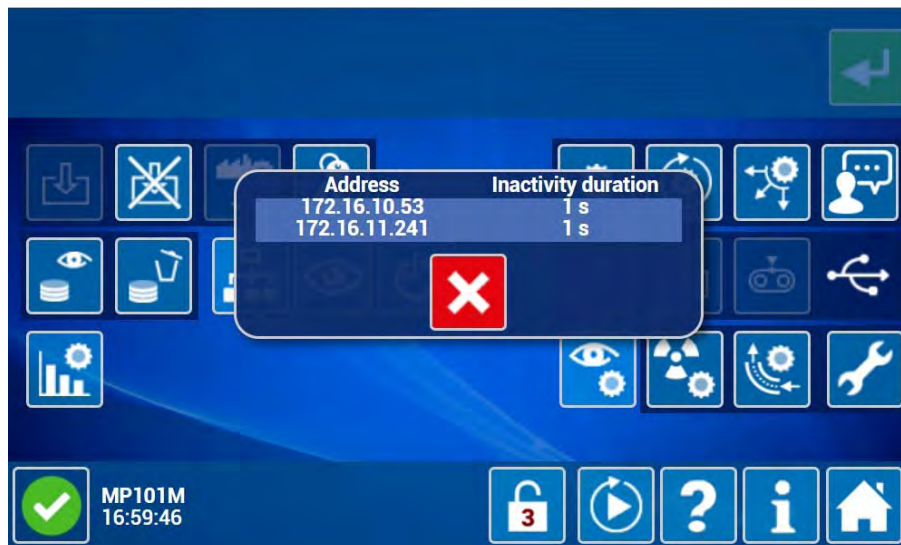 Address Inactivity duration
172.16.10.53 1 s
172.16.11.241 1 s
MP101M
16:59:46
3
?
i